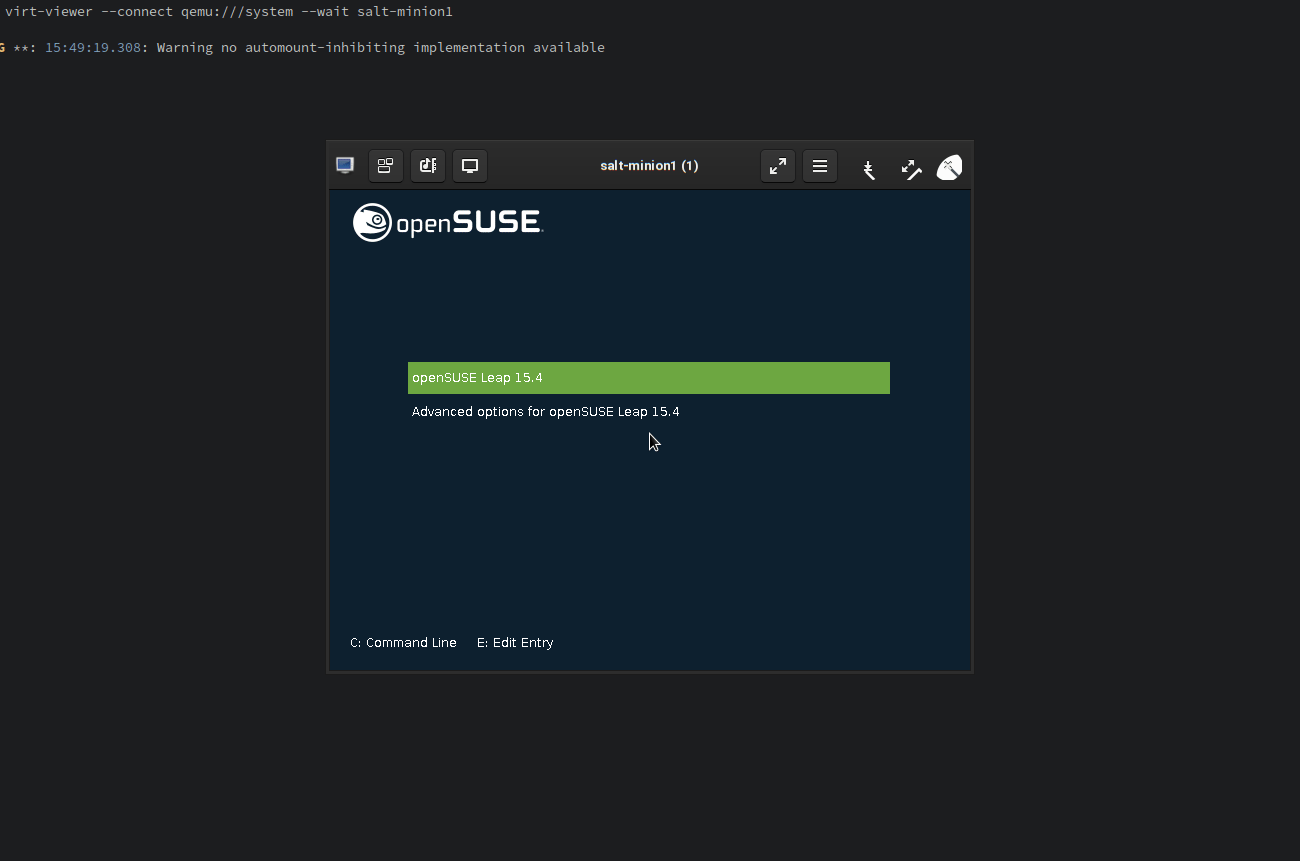 virt-viewer --connect qemu:///system --wait salt-minion1
G **: 15:49:19.308: Warning no automount-inhibiting implementation available
salt-minion1 (1)
openSUSE.
openSUSE Leap 15.4
Advanced options for openSUSE Leap 15.4
C: Command Line E: Edit Entry